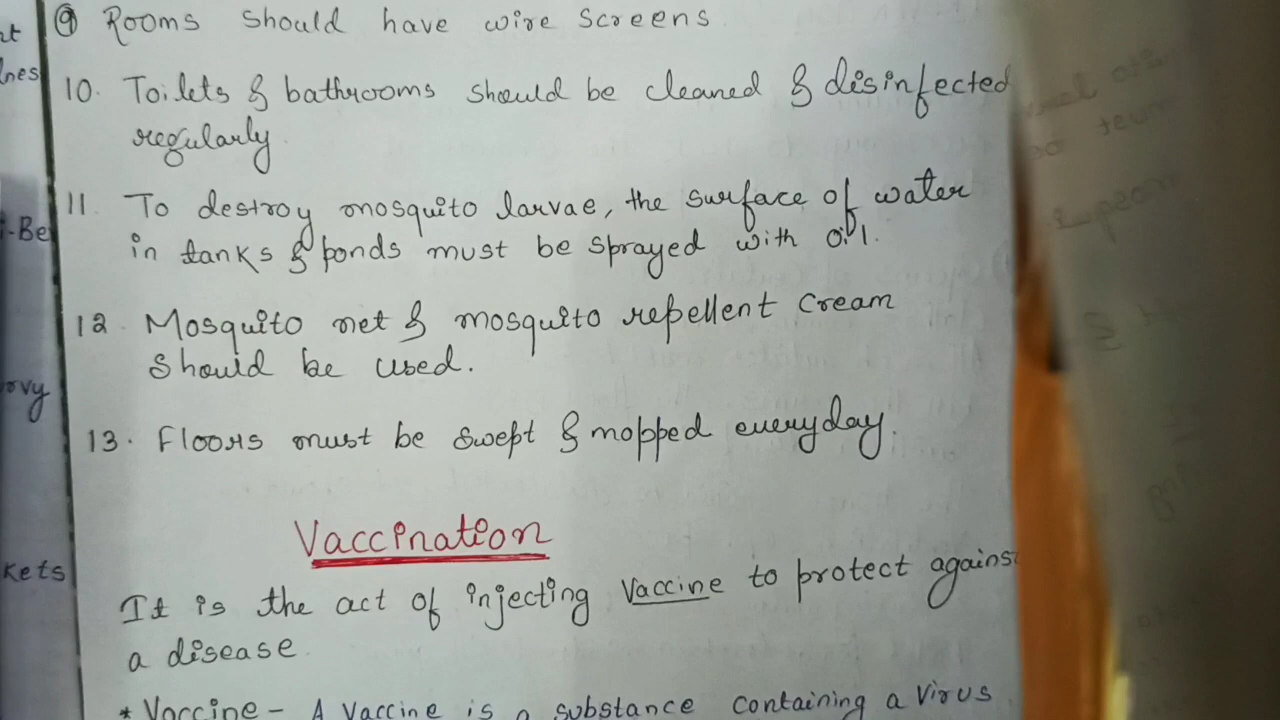 9 Rooms should have wire screens
10. Toilets & bathrooms should be cleaned & disinfected
regularly
11. To destroy mosquito larvae, the surface of water
in tanks & ponds must be sprayed with oil.
12. Mosquito net & mosquito repellent cream
should be used.
13. Floors must be swept & mopped everyday.
Vaccination
It is the act of injecting Vaccine to protect against
a disease
* Vaccine - A Vaccine is a substance containing a Virus
kets